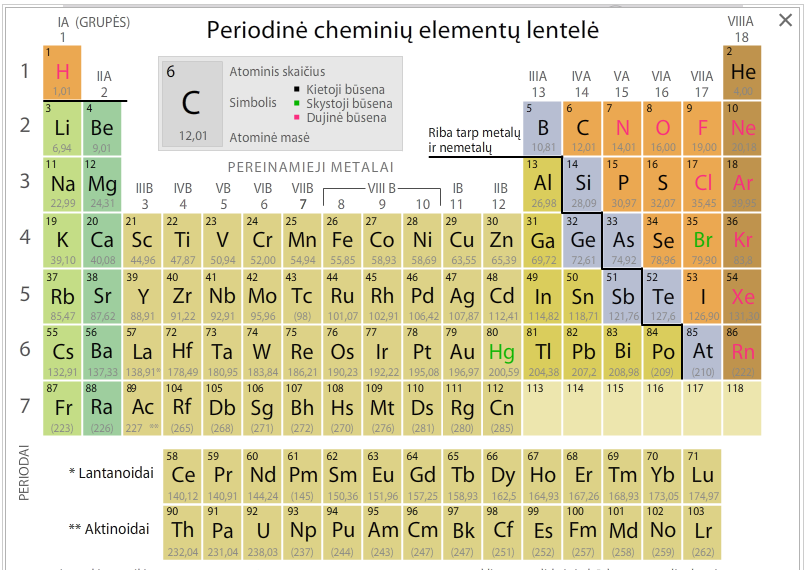 Periodinė cheminių elementų lentelė
IA (GRUPĖS) VIIIA
1 18
6 Atominis skaičius
C Simbolis
Kietoji būsena
Skystoji būsena
Dujinė būsena
12,01 Atominė masė
IIA IIIA IVA VA VIA VIIA
2 13 14 15 16 17
Riba tarp metalų
ir nemetalų
PEREINAMIEJI METALAI
IIIB IVB VB VIB VIIB VIII B IB IIB
3 4 5 6 7 8 9 10 11 12
1 2
1 H He
1,01 4,00
3 4 5 6 7 8 9 10
2 Li Be B C N O F Ne
6,94 9,01 10,81 12,01 14,01 16,00 19,00 20,18
11 12 13 14 15 16 17 18
3 Na Mg Al Si P S Cl Ar
22,99 24,31 26,98 28,09 30,97 32,07 35,45 39,95
19 20 21 22 23 24 25 26 27 28 29 30 31 32 33 34 35 36
4 K Ca Sc Ti V Cr Mn Fe Co Ni Cu Zn Ga Ge As Se Br Kr
39,10 40,08 44,96 47,87 50,94 52,00 54,94 55,85 58,93 58,69 63,55 65,39 69,72 72,61 74,92 78,96 79,90 83,8
37 38 39 40 41 42 43 44 45 46 47 48 49 50 51 52 53 54
5 Rb Sr Y Zr Nb Mo Tc Ru Rh Pd Ag Cd In Sn Sb Te I Xe
85,47 87,62 88,91 91,22 92,91 95,96 (98) 101,07 102,91 106,42 107,87 112,41 114,82 118,71 121,76 127,6 126,90 131,30
55 56 57 72 73 74 75 76 77 78 79 80 81 82 83 84 85 86
6 Cs Ba La Hf Ta W Re Os Ir Pt Au Hg Tl Pb Bi Po At Rn
132,91 137,33 138,91* 178,49 180,95 183,84 186,21 190,23 192,22 195,08 196,97 200,59 204,38 207,2 208,98 (209) (210) (222)
87 88 89 104 105 106 107 108 109 110 111 112 113 114 115 116 117 118
7 Fr Ra Ac Rf Db Sg Bh Hs Mt Ds Rg Cn
(223) (226) 227 ** (265) (268) (271) (272) (270) (276) (281) (280) (285)
PERIODAI
58 59 60 61 62 63 64 65 66 67 68 69 70 71
* Lantanoidai Ce Pr Nd Pm Sm Eu Gd Tb Dy Ho Er Tm Yb Lu
140,12 140,91 144,24 (145) 150,36 151,96 157,25 158,93 162,5 164,93 167,26 168,93 173,05 174,97
90 91 92 93 94 95 96 97 98 99 100 101 102 103
** Aktinoidai Th Pa U Np Pu Am Cm Bk Cf Es Fm Md No Lr
232,04 231,04 238,03 (237) (244) (243) (247) (247) (251) (252) (257) (258) (259) (262)